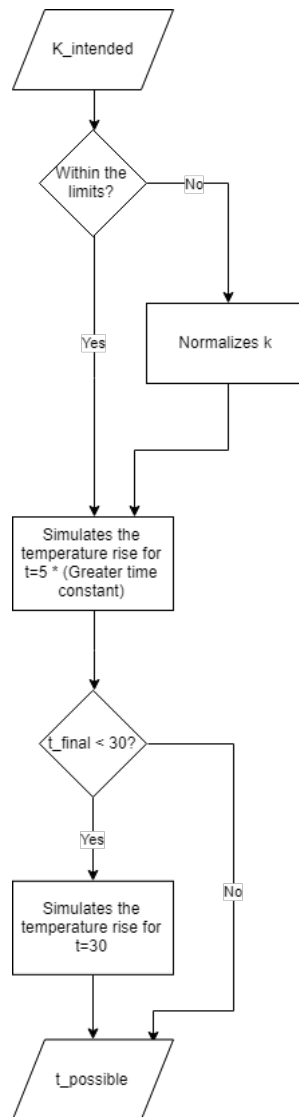 K_intended
Within the
limits?
No
Yes
Normalizes k
Simulates the
temperature rise for
t=5 * (Greater time
constant)
t_final < 30?
Yes
No
Simulates the
temperature rise for
t=30
t_possible